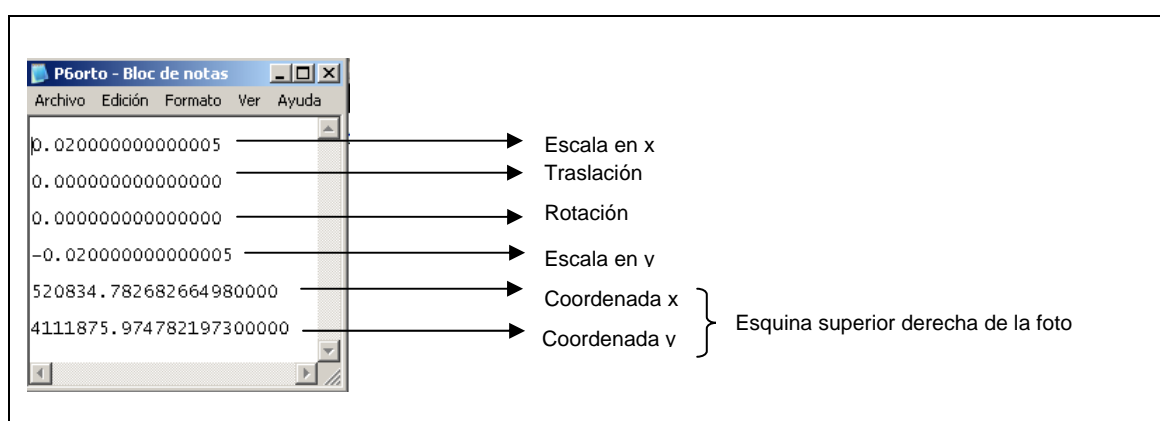 P6orto - Bloc de notas
Archivo Edición Formato Ver Ayuda
0.020000000000005 Escala en x
0.000000000000000 Traslación
0.000000000000000 Rotación
-0.020000000000005 Escala en y
520834.782682664980000 Coordenada x
Esquina superior derecha de la foto
4111875.974782197300000 Coordenada y